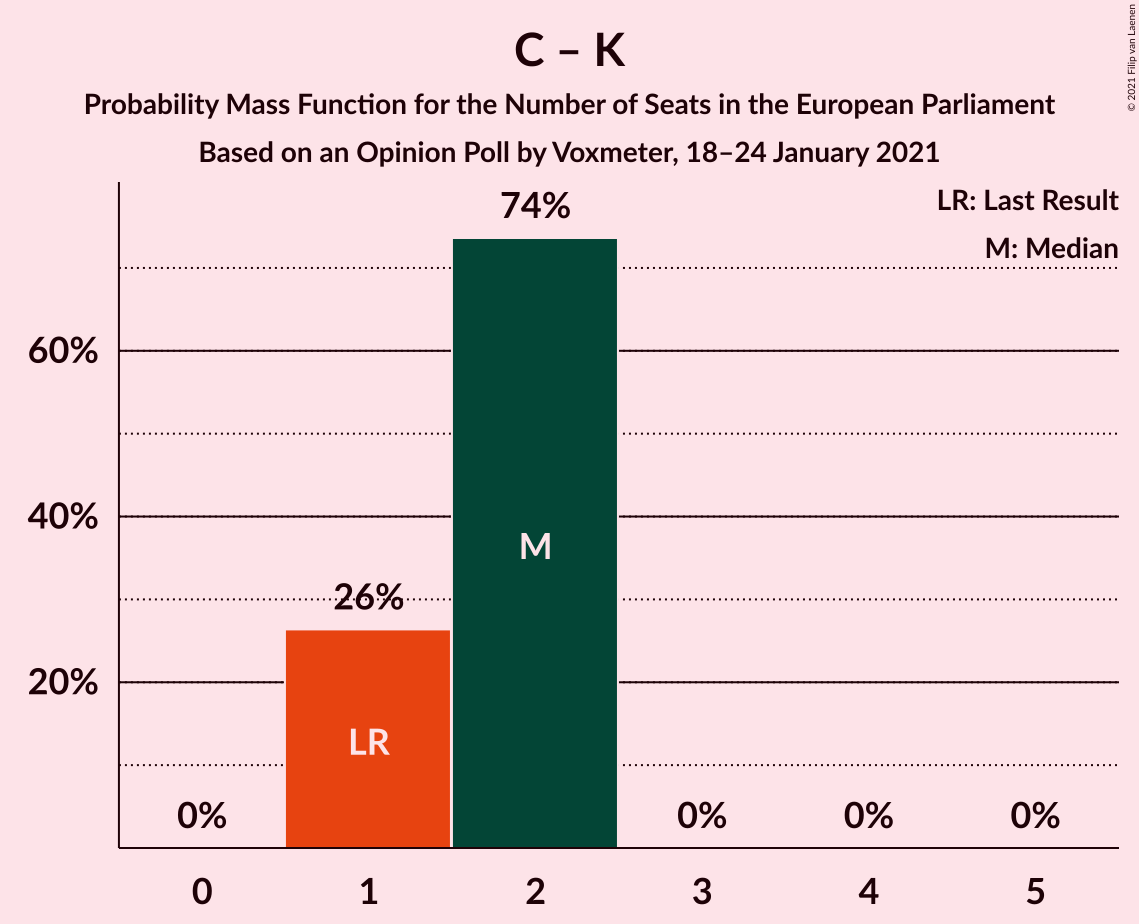 C – K
Probability Mass Function for the Number of Seats in the European Parliament
Based on an Opinion Poll by Voxmeter, 18–24 January 2021
© 2021 Filip van Laenen
LR: Last Result
M: Median
74%
60%
40%
M
26%
20%
LR
0%
0%
0%
0%
0
1
2
3
4
5